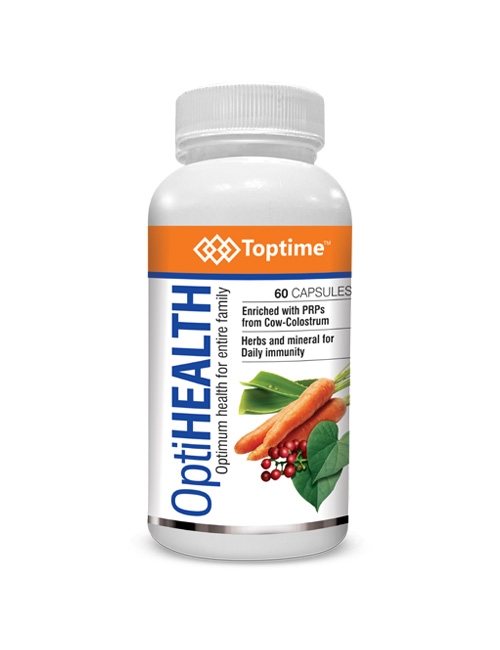 Toptime™
60 CAPSULES
Enriched with PRPs
from Cow-Colostrum
Herbs and mineral for
Daily immunity
OptiHEALTH
Optimum health for entire family